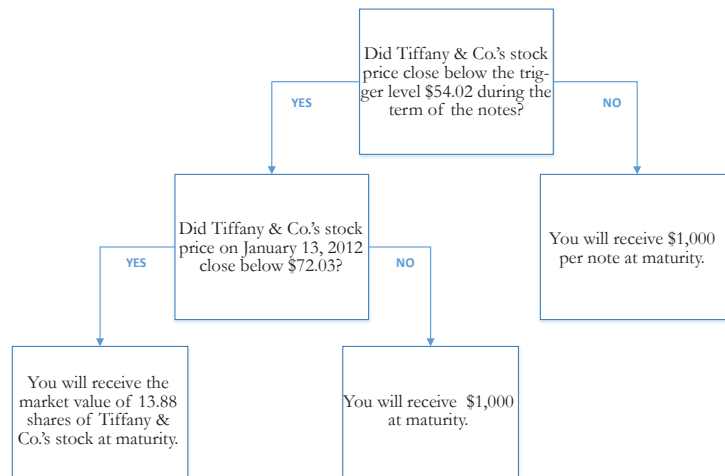 Did Tiffany & Co.'s stock
price close below the trig-
ger level $54.02 during the
term of the notes?
YES
NO
Did Tiffany & Co.'s stock
price on January 13, 2012
close below $72.03?
You will receive $1,000
per note at maturity.
YES
NO
You will receive the
market value of 13.88
shares of Tiffany &
Co.'s stock at maturity.
You will receive $1,000
at maturity.